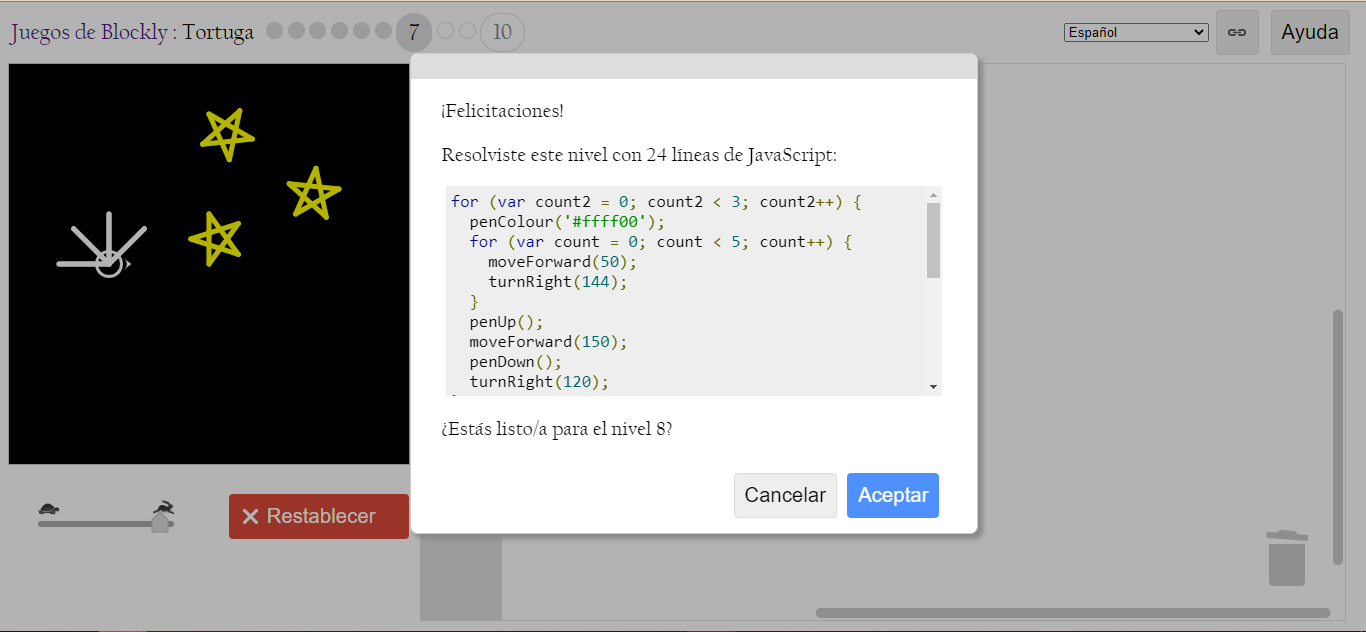 Juegos de Blockly : Tortuga 7 10 Español Ayuda
¡Felicitaciones!
Resolviste este nivel con 24 líneas de JavaScript:
for (var count2 = 0; count2 < 3; count2++) {
penColour('#ffff00');
for (var count = 0; count < 5; count++) {
moveForward(50);
turnRight(144);
}
penUp();
moveForward(150);
penDown();
turnRight(120);
¿Estás listo/a para el nivel 8?
Cancelar Aceptar
Restablecer